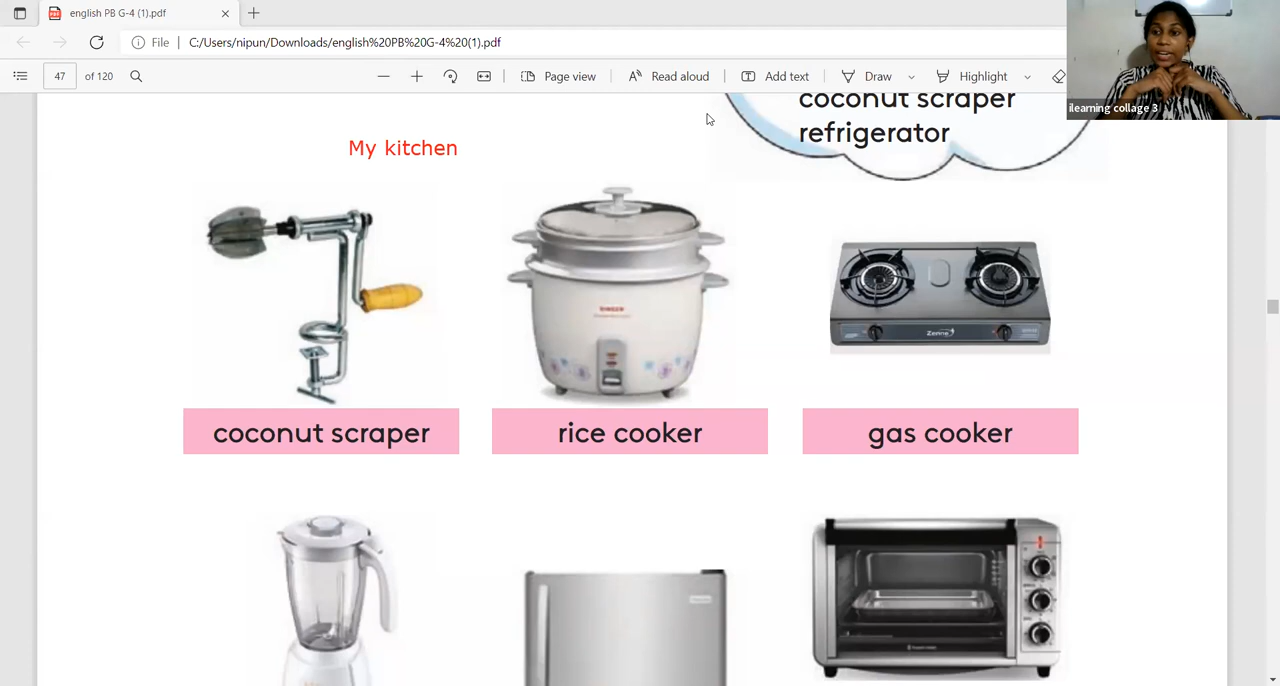 english PB G-4 (1).pdf
File
C:/Users/nipun/Downloads/english%20PB%20G-4%20(1).pdf
47
of 120
Page view
Read aloud
Add text
Draw
Highlight
ilearning collage 3
coconut scraper
refrigerator
My kitchen
SINGER
Zenne
coconut scraper
rice cooker
gas cooker